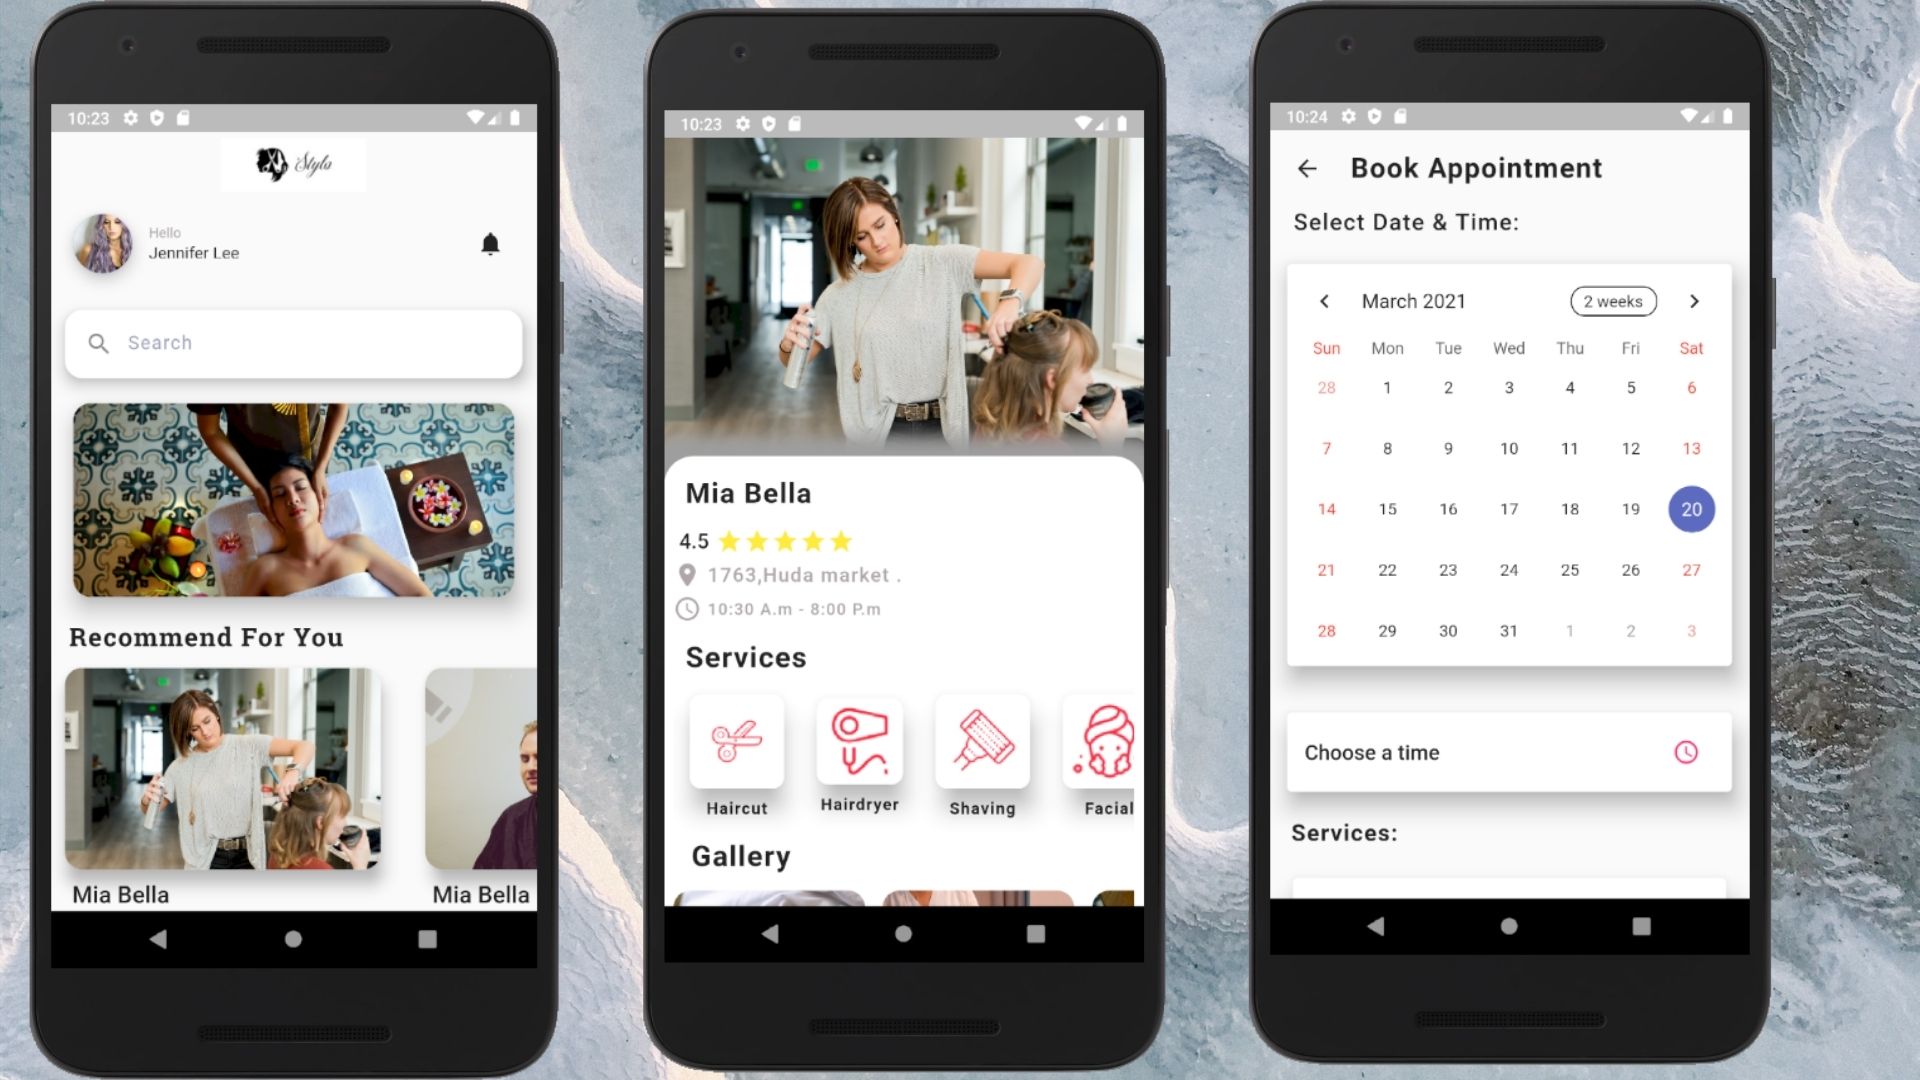 10:23
Stylo
Hello
Jennifer Lee
Search
Recommend For You
Mia Bella
Mia Bella
10:23
Mia Bella
4.5
1763,Huda market .
10:30 A.m - 8:00 P.m
Services
Haircut Hairdryer Shaving Facial
Gallery
10:24
Book Appointment
Select Date & Time:
March 2021 2 weeks
Sun Mon Tue Wed Thu Fri Sat
28 1 2 3 4 5 6
7 8 9 10 11 12 13
14 15 16 17 18 19 20
21 22 23 24 25 26 27
28 29 30 31 1 2 3
Choose a time
Services: